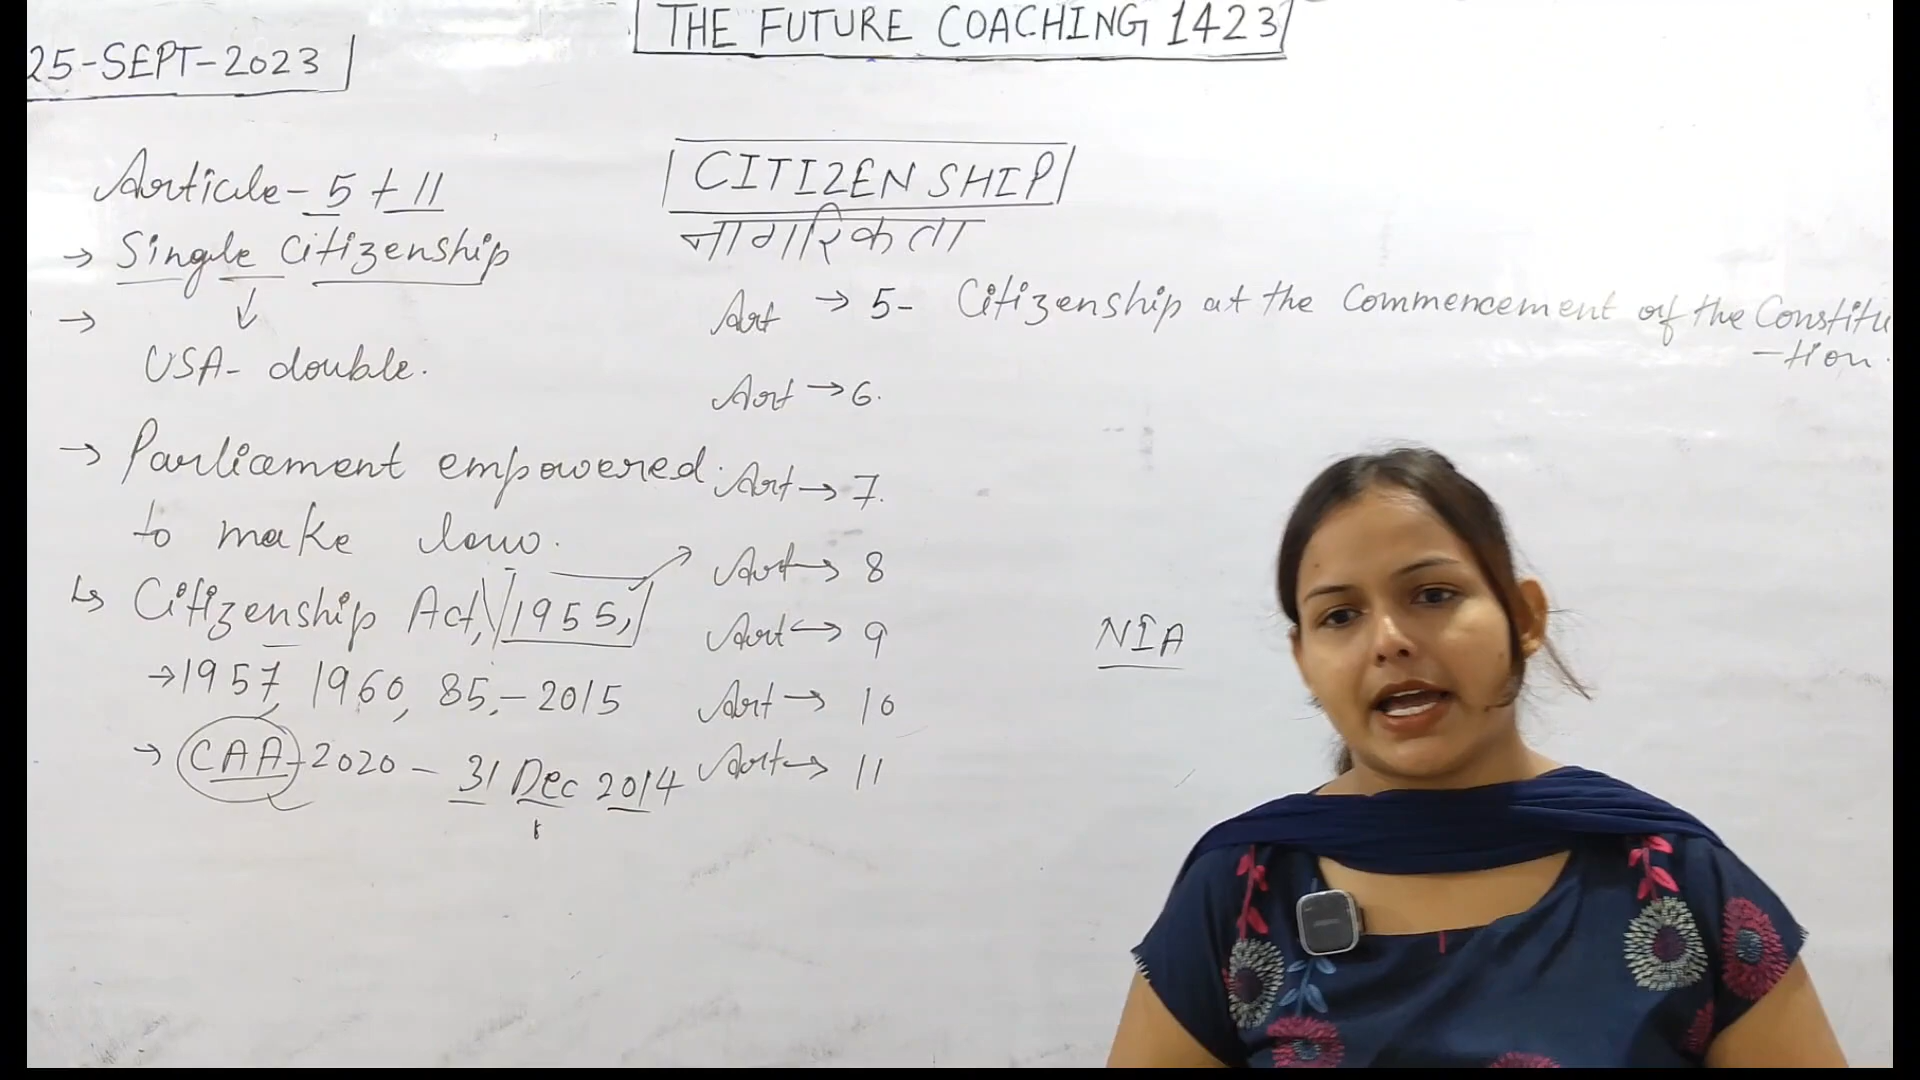 THE FUTURE COACHING 1423
25-SEPT-2023
Article - 5 + 11
→ Single Citizenship
↓
→
USA - double.
→ Parliament empowered
to make law.
↳ Citizenship Act, 1955,
→ 1957, 1960, 85, - 2015
→ CAA - 2020 - 31 Dec 2014
CITIZENSHIP
नागरिकता
Art → 5 - Citizenship at the Commencement of the Constitu
-tion.
Art → 6.
Art → 7.
Art → 8
Art → 9
Art → 10
Art → 11
NIA